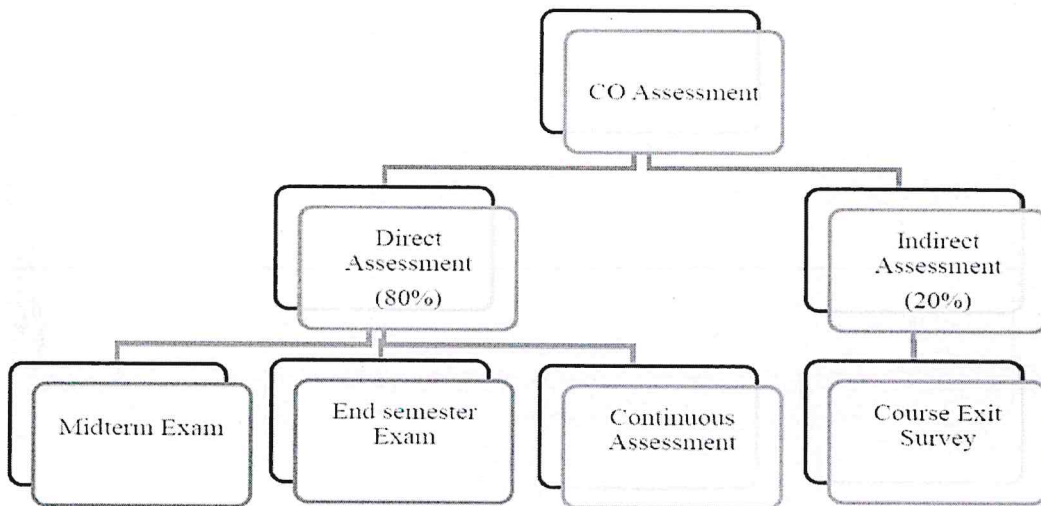 CO Assessment
Direct
Assessment
(80%)
Indirect
Assessment
(20%)
Midterm Exam
End semester
Exam
Continuous
Assessment
Course Exit
Survey